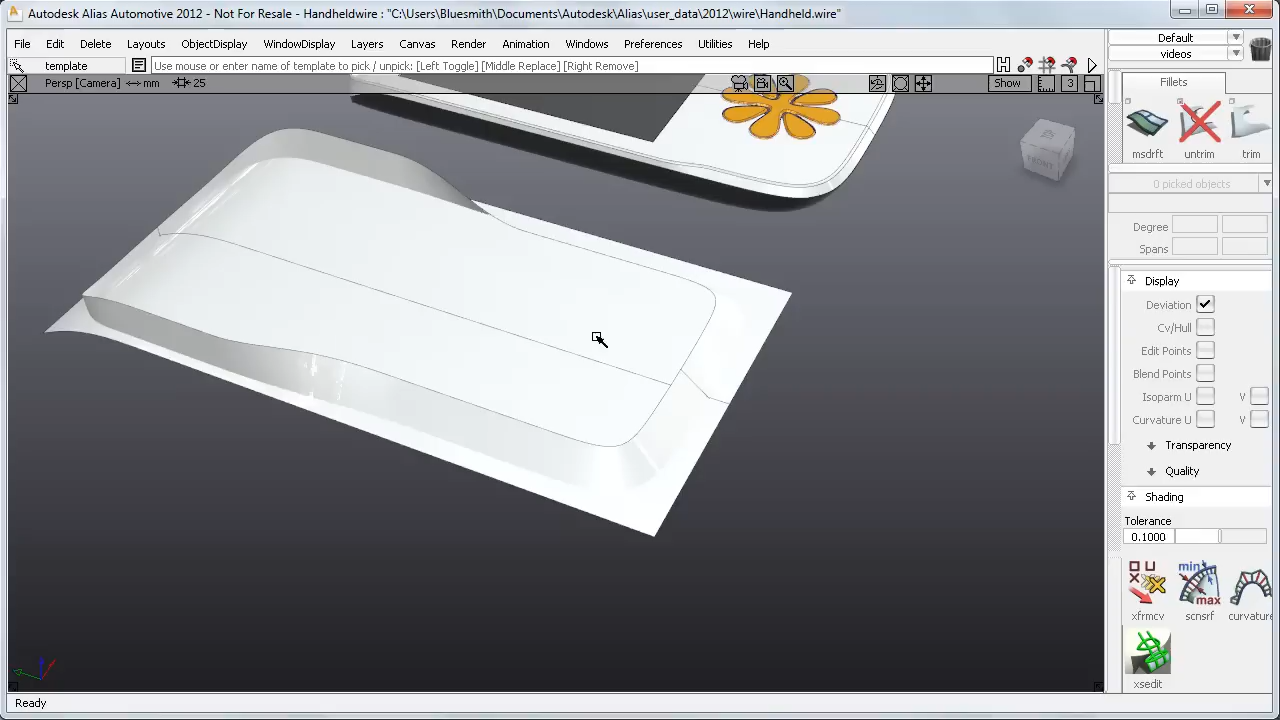 Autodesk Alias Automotive 2012 - Not For Resale - Handheldwire : "C:\Users\Bluesmith\Documents\Autodesk\Alias\user_data\2012\wire\Handheld.wire"
File Edit Delete Layouts ObjectDisplay WindowDisplay Layers Canvas Render Animation Windows Preferences Utilities Help
template
Use mouse or enter name of template to pick / unpick: [Left Toggle] [Middle Replace] [Right Remove]
Persp [Camera] mm 25
Show
3
FRONT
Default
videos
Fillets
msdrft untrim trim
0 picked objects
Degree
Spans
Display
Deviation
Cv/Hull
Edit Points
Blend Points
Isoparm U V
Curvature U V
Transparency
Quality
Shading
Tolerance
0.1000
min
max
xfrmcv scnsrf curvature
xsedit
Ready